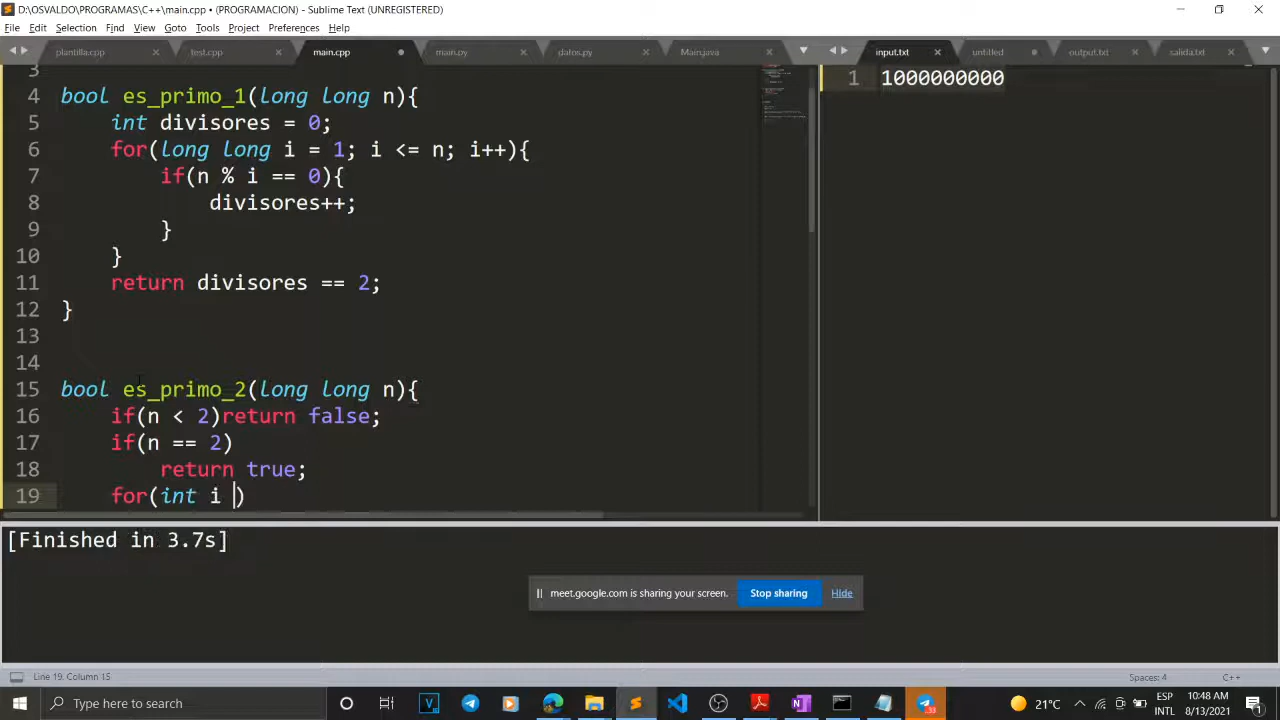 D:\OSVALDO\PROGRAMAS\C++\main.cpp • (PROGRAMACION) - Sublime Text (UNREGISTERED)
File Edit Selection Find View Goto Tools Project Preferences Help
plantilla.cpp test.cpp main.cpp main.py datos.py Main.java input.txt untitled output.txt salida.txt
3
4 bool es_primo_1(long long n){
5 int divisores = 0;
6 for(long long i = 1; i <= n; i++){
7 if(n % i == 0){
8 divisores++;
9 }
10 }
11 return divisores == 2;
12 }
13
14
15 bool es_primo_2(long long n){
16 if(n < 2)return false;
17 if(n == 2)
18 return true;
19 for(int i )
1 1000000000
[Finished in 3.7s]
meet.google.com is sharing your screen. Stop sharing Hide
Line 19, Column 15 Spaces: 4 C++
Type here to search
21°C
ESP
INTL
10:48 AM
8/13/2021